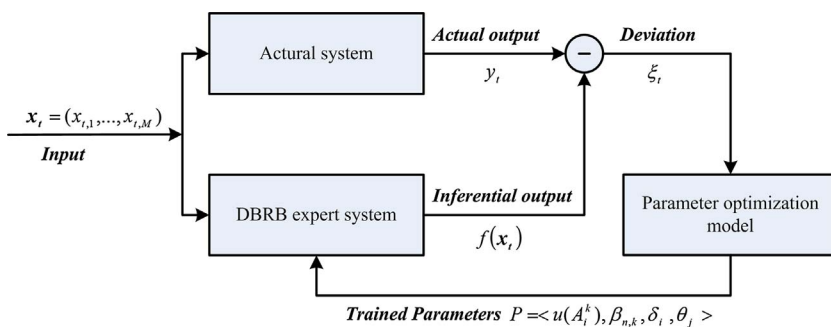 Actual output
Deviation
Actural system
−
y_t
ξ_t
x_t = (x_{t,1},...,x_{t,M})
Input
Inferential output
DBRB expert system
f(x_t)
Parameter optimization
model
Trained Parameters P =< u(A_i^k), β_{n,k}, δ_i, θ_j >